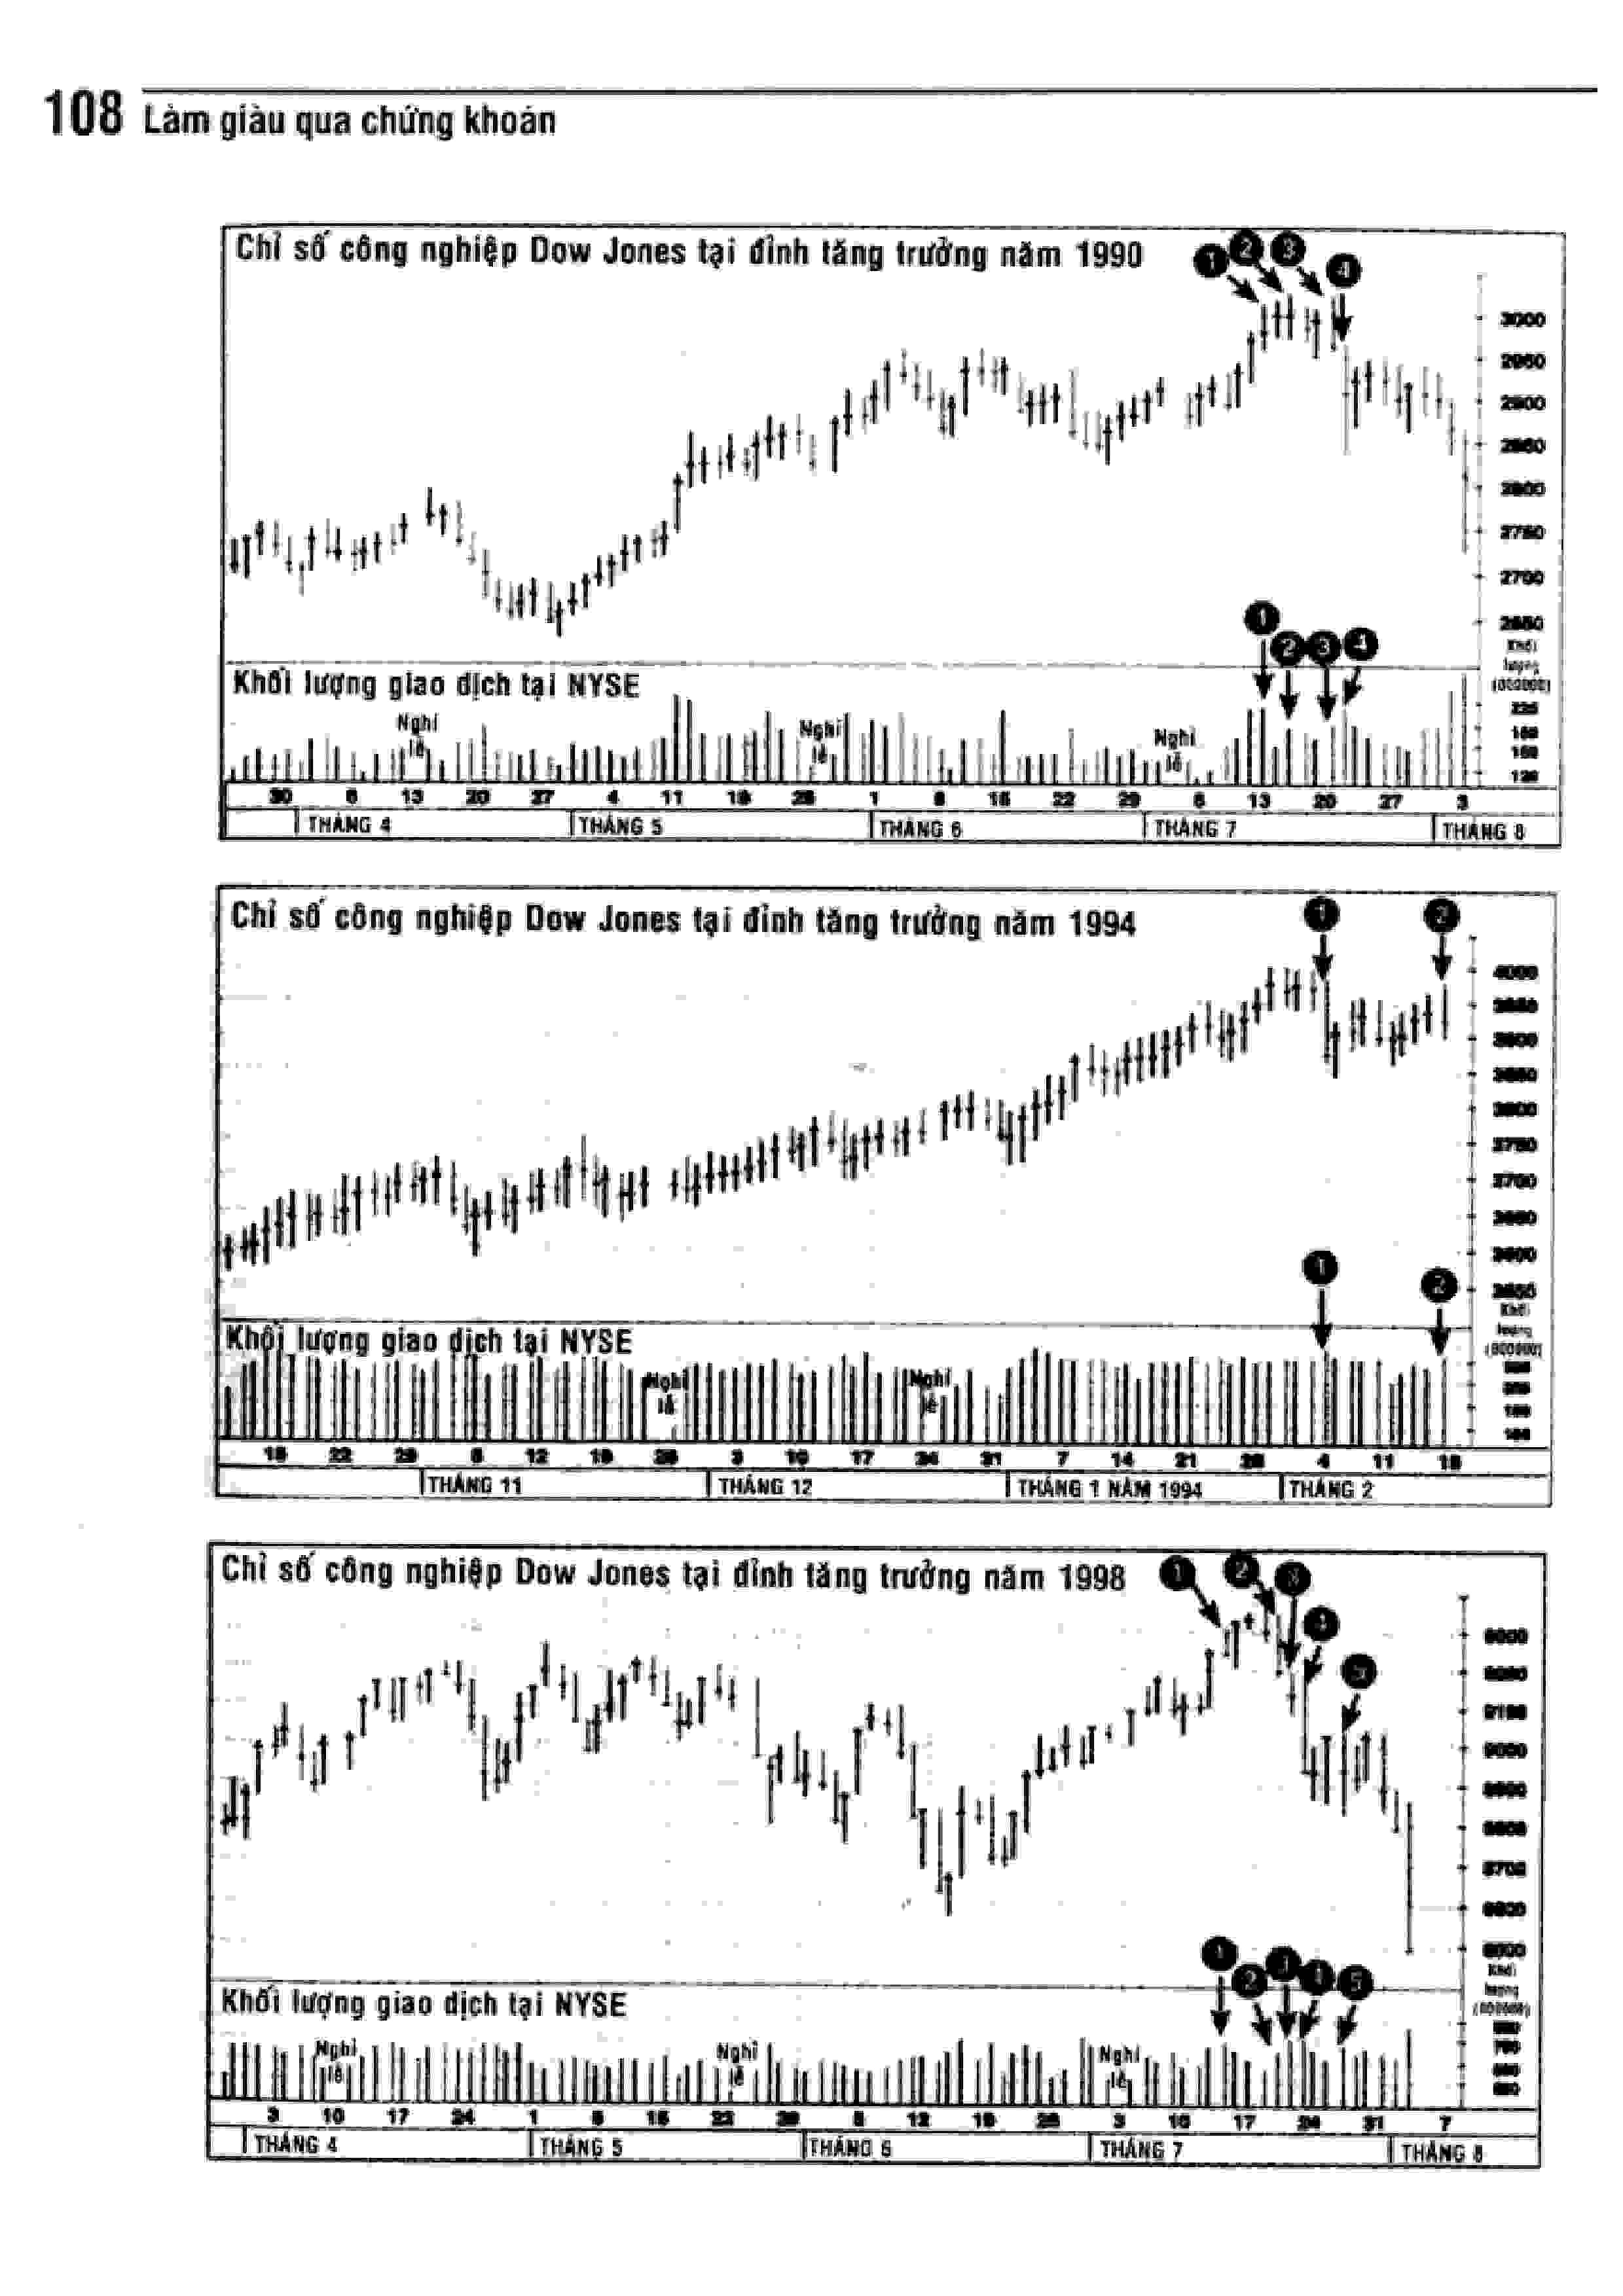 108 Làm giàu qua chứng khoán
Chỉ số công nghiệp Dow Jones tại đỉnh tăng trưởng năm 1990
1 2 3 4
3000
2950
2900
2850
2800
2750
2700
2650
1 2 3 4
Khối
lượng
(000000)
Khối lượng giao dịch tại NYSE
Nghỉ lễ Nghỉ lễ Nghỉ lễ
30 6 13 20 27 4 11 18 25 1 8 15 22 29 6 13 20 27 3
THÁNG 4 THÁNG 5 THÁNG 6 THÁNG 7 THÁNG 8
Chỉ số công nghiệp Dow Jones tại đỉnh tăng trưởng năm 1994
1 2
4000
3800
3750
3700
3600
1 2
Khối
lượng
(000000)
Khối lượng giao dịch tại NYSE
Nghỉ lễ Nghỉ lễ
15 22 29 5 12 19 26 3 10 17 24 31 7 14 21 28 4 11 18
THÁNG 11 THÁNG 12 THÁNG 1 NĂM 1994 THÁNG 2
Chỉ số công nghiệp Dow Jones tại đỉnh tăng trưởng năm 1998
1 2 3 4 5
9100
9000
8700
1 2 3 4 5
Khối
lượng
(000000)
Khối lượng giao dịch tại NYSE
Nghỉ lễ Nghỉ lễ Nghỉ lễ
3 10 17 24 1 8 15 22 29 5 12 19 26 3 10 17 24 31 7
THÁNG 4 THÁNG 5 THÁNG 6 THÁNG 7 THÁNG 8